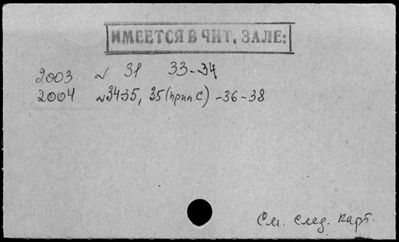 ИМЕЕТСЯ В ЧИТ. ЗАЛЕ:
2003 № 31 33-34
2004 №34-35, 35(прил С) -36-38
См. след. карт.